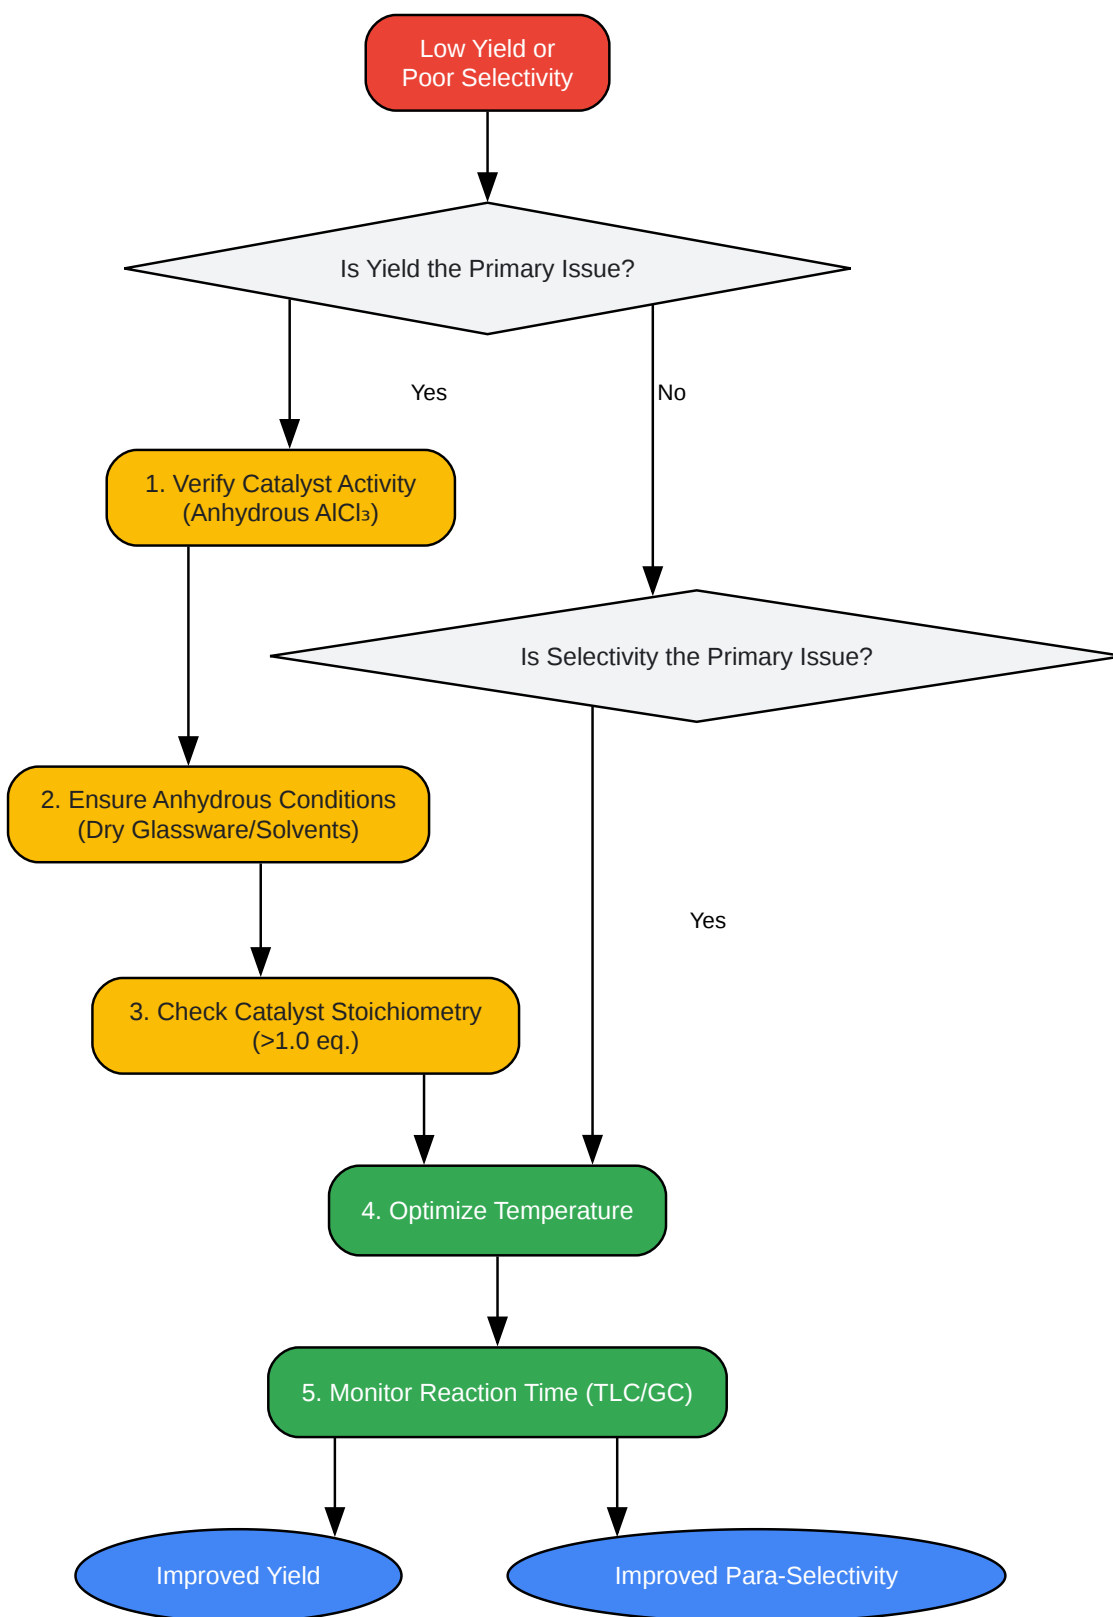 Low Yield or
Poor Selectivity
Is Yield the Primary Issue?
Yes
No
1. Verify Catalyst Activity
(Anhydrous AlCl₃)
Is Selectivity the Primary Issue?
2. Ensure Anhydrous Conditions
(Dry Glassware/Solvents)
Yes
3. Check Catalyst Stoichiometry
(>1.0 eq.)
4. Optimize Temperature
5. Monitor Reaction Time (TLC/GC)
Improved Yield
Improved Para-Selectivity